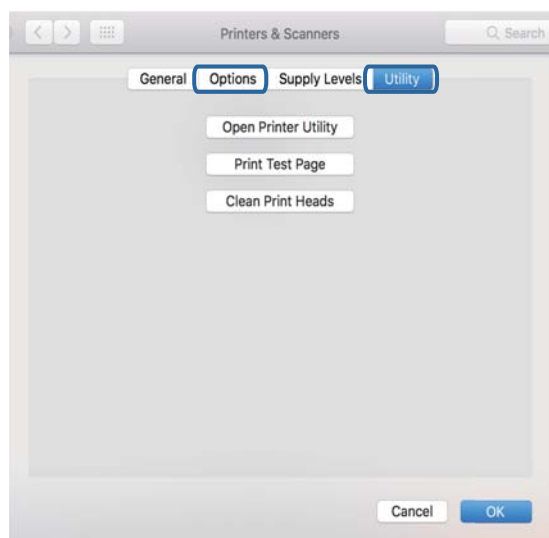 Printers & Scanners Search
General Options Supply Levels Utility
Open Printer Utility
Print Test Page
Clean Print Heads
Cancel OK